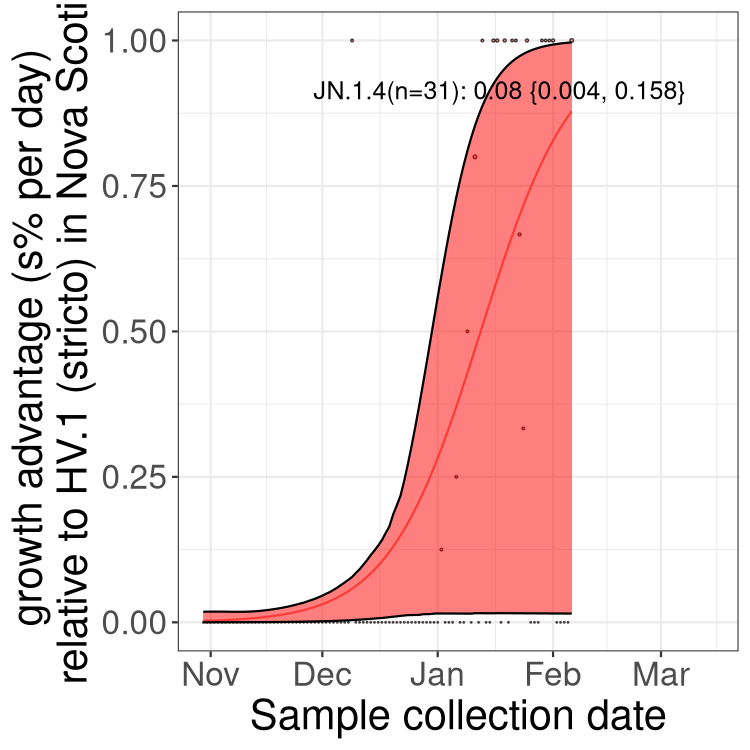 growth advantage (s% per day)
relative to HV.1 (stricto) in Nova Scoti
1.00
0.75
0.50
0.25
0.00
JN.1.4(n=31): 0.08 {0.004, 0.158}
Nov Dec Jan Feb Mar
Sample collection date